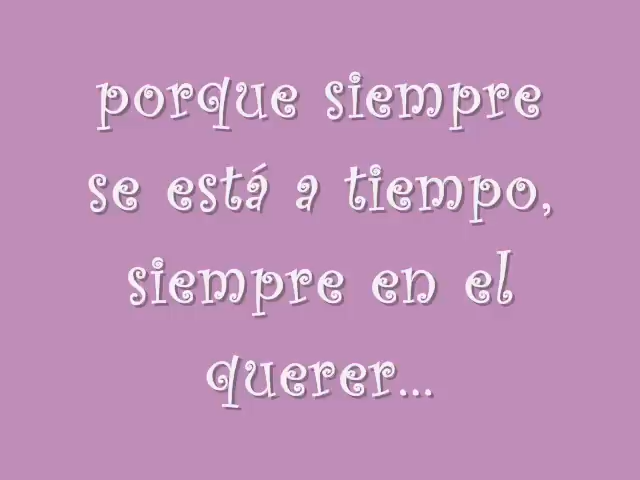 porque siempre
se está a tiempo,
siempre en el
querer...